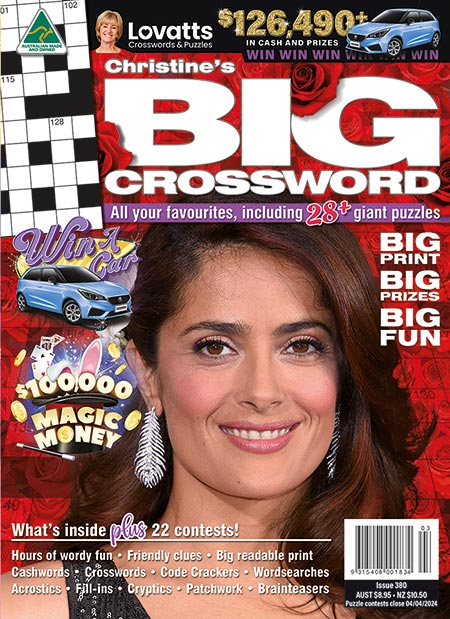 102
115
128
AUSTRALIAN MADE
AND OWNED
Lovatts
Crosswords & Puzzles
$126,490+
IN CASH AND PRIZES
WIN WIN WIN WIN WIN WIN
Christine's
BIG
CROSSWORD
All your favourites, including 28+ giant puzzles
Win A
Car
BIG
PRINT
BIG
PRIZES
BIG
FUN
$100,000
MAGIC
MONEY
What's inside plus 22 contests!
Hours of wordy fun • Friendly clues • Big readable print
Cashwords • Crosswords • Code Crackers • Wordsearches
Acrostics • Fill-ins • Cryptics • Patchwork • Brainteasers
03
9 315408 001834
Issue 380
AUST $8.95 • NZ $10.50
Puzzle contests close 04/04/2024